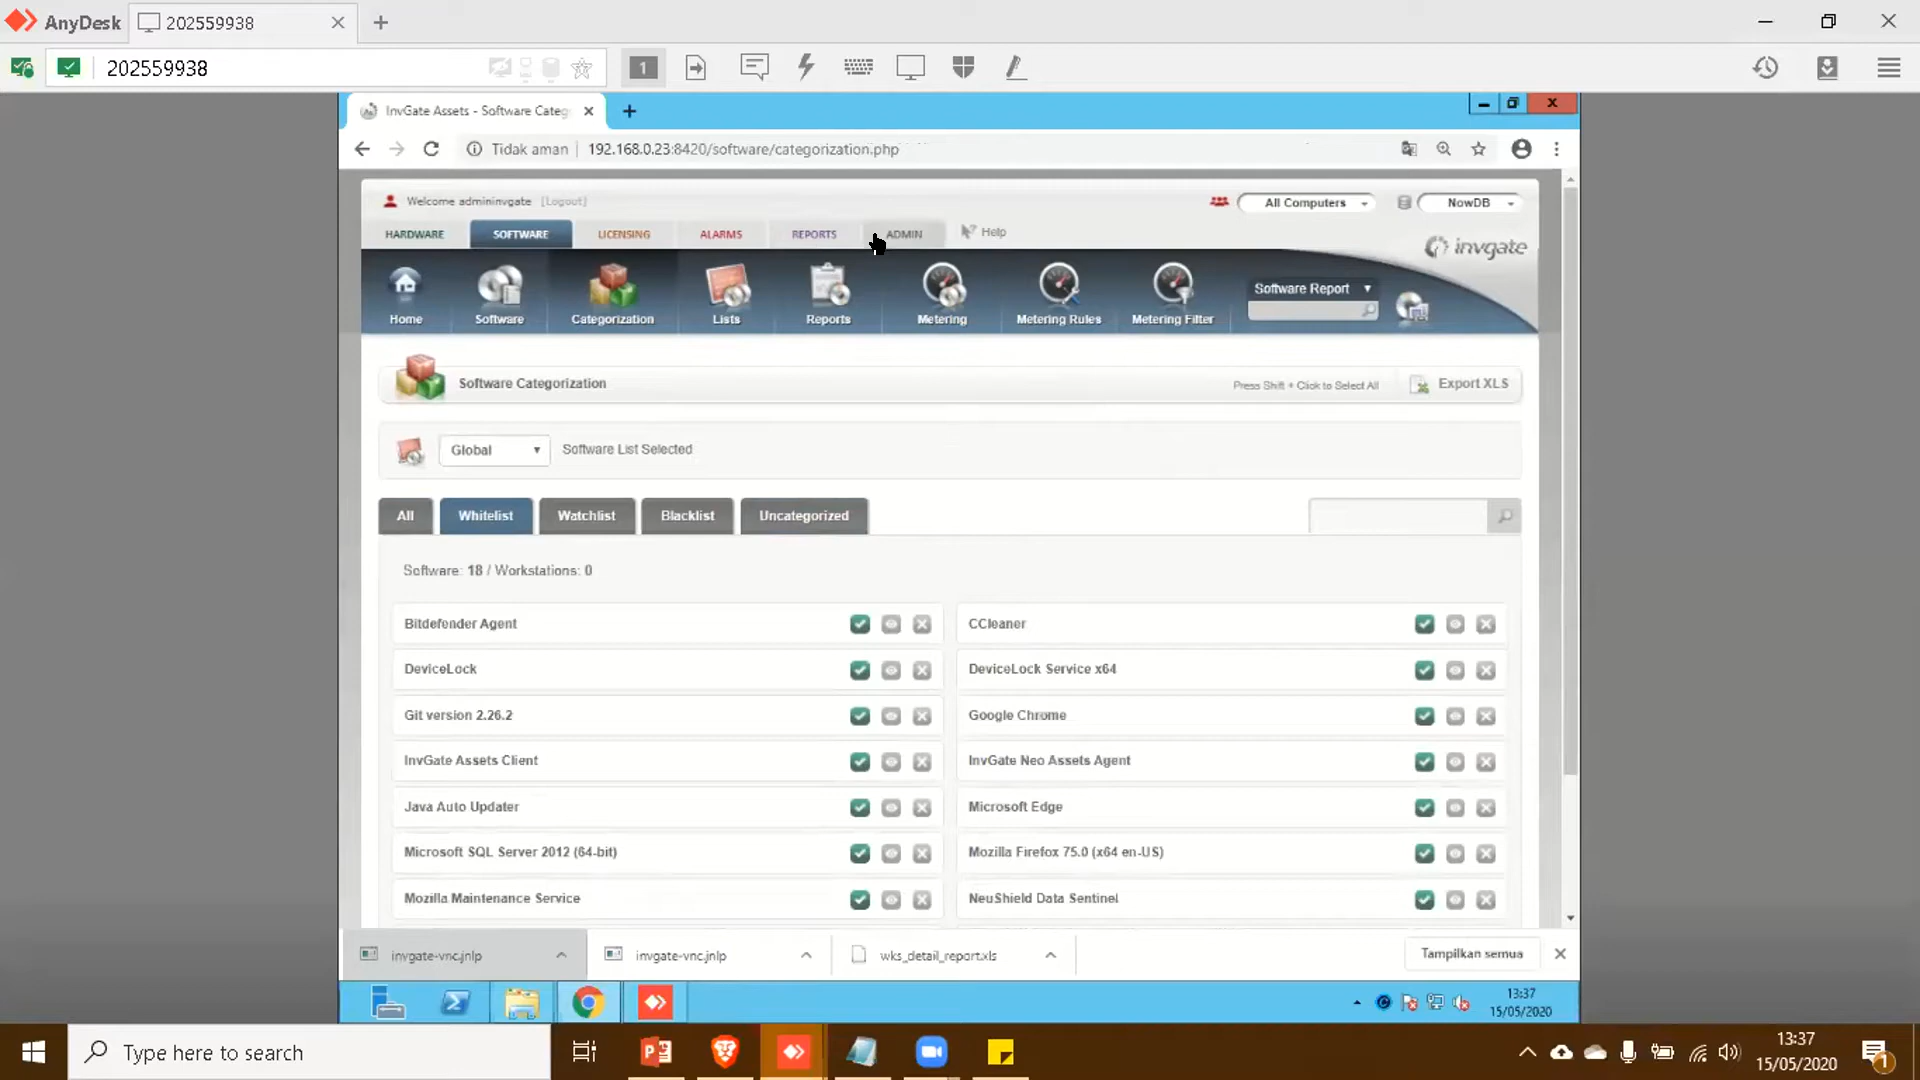 AnyDesk
202559938
202559938
1
InvGate Assets - Software Categ
Tidak aman
192.168.0.23:8420/software/categorization.php
Welcome admininvgate [Logout]
All Computers
NowDB
HARDWARE
SOFTWARE
LICENSING
ALARMS
REPORTS
ADMIN
Help
invgate
Home
Software
Categorization
Lists
Reports
Metering
Metering Rules
Metering Filter
Software Report
Software Categorization
Press Shift + Click to Select All
Export XLS
Global
Software List Selected
All
Whitelist
Watchlist
Blacklist
Uncategorized
Software: 18 / Workstations: 0
Bitdefender Agent
CCleaner
DeviceLock
DeviceLock Service x64
Git version 2.26.2
Google Chrome
InvGate Assets Client
InvGate Neo Assets Agent
Java Auto Updater
Microsoft Edge
Microsoft SQL Server 2012 (64-bit)
Mozilla Firefox 75.0 (x64 en-US)
Mozilla Maintenance Service
NeuShield Data Sentinel
invgate-vnc.jnlp
invgate-vnc.jnlp
wks_detail_report.xls
Tampilkan semua
13:37
15/05/2020
Type here to search
13:37
15/05/2020
1